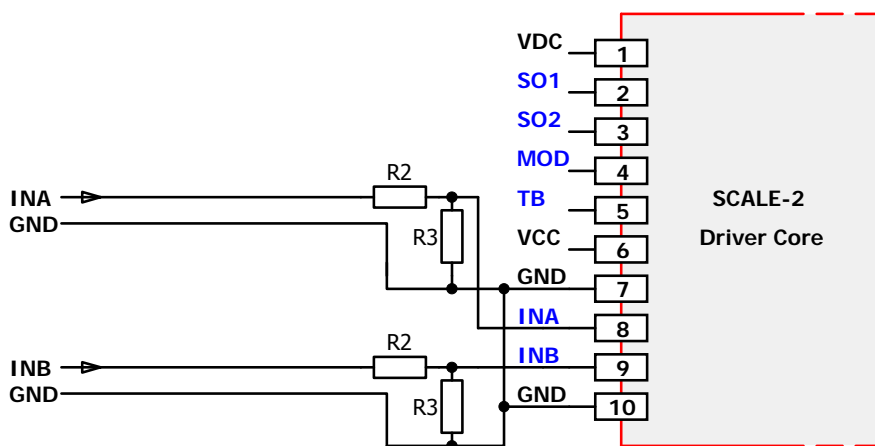 VDC
1
SO1
2
SO2
3
MOD
4
R2
INA
TB
5
SCALE-2
GND
R3
VCC
6
Driver Core
GND
7
INA
8
R2
INB
INB
9
GND
R3
GND
10